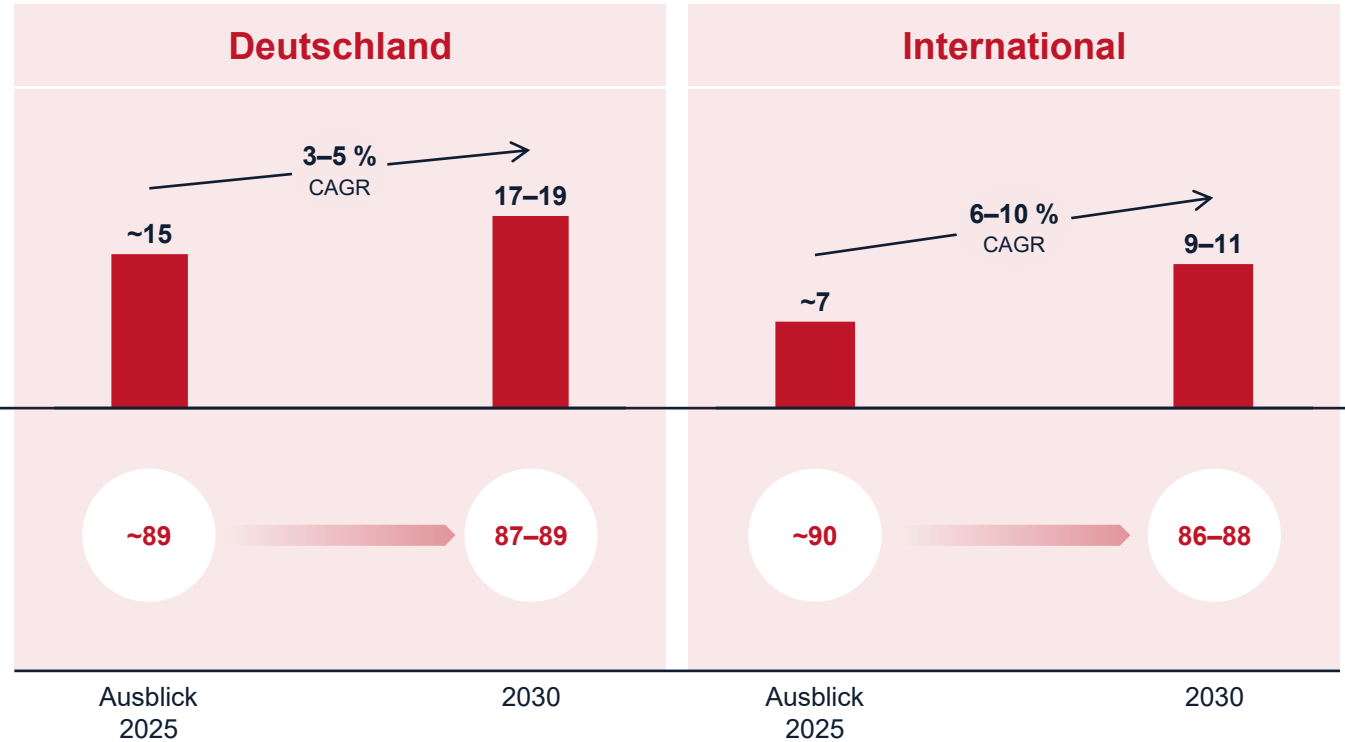 Deutschland
3–5 %
CAGR
~15
17–19
~89
87–89
Ausblick
2025
2030
International
6–10 %
CAGR
~7
9–11
~90
86–88
Ausblick
2025
2030